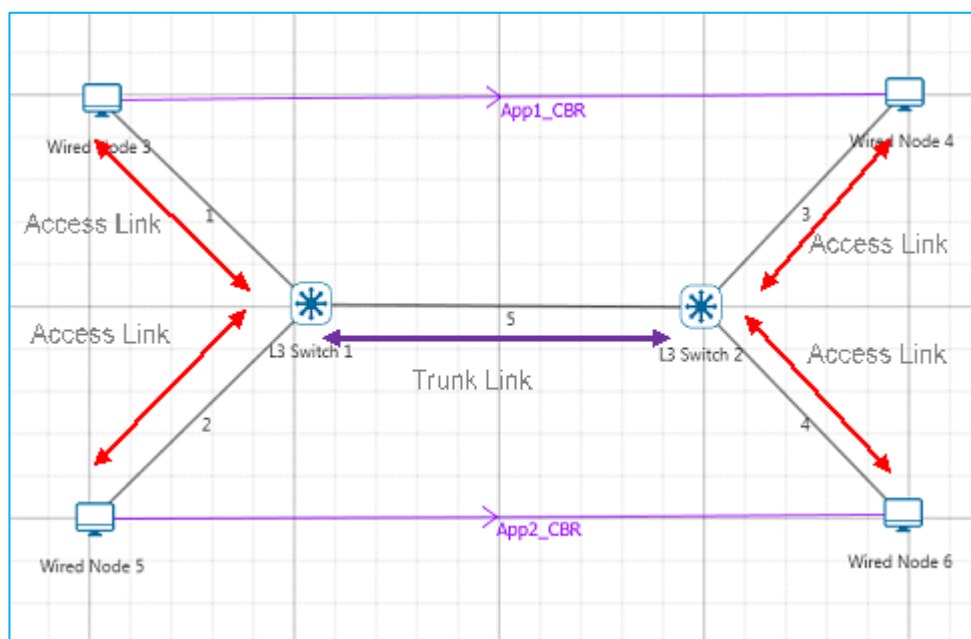 App1_CBR
Wired Node 3
Wired Node 4
Access Link
1
3
Access Link
Access Link
L3 Switch 1
5
L3 Switch 2
Access Link
Trunk Link
2
4
App2_CBR
Wired Node 5
Wired Node 6